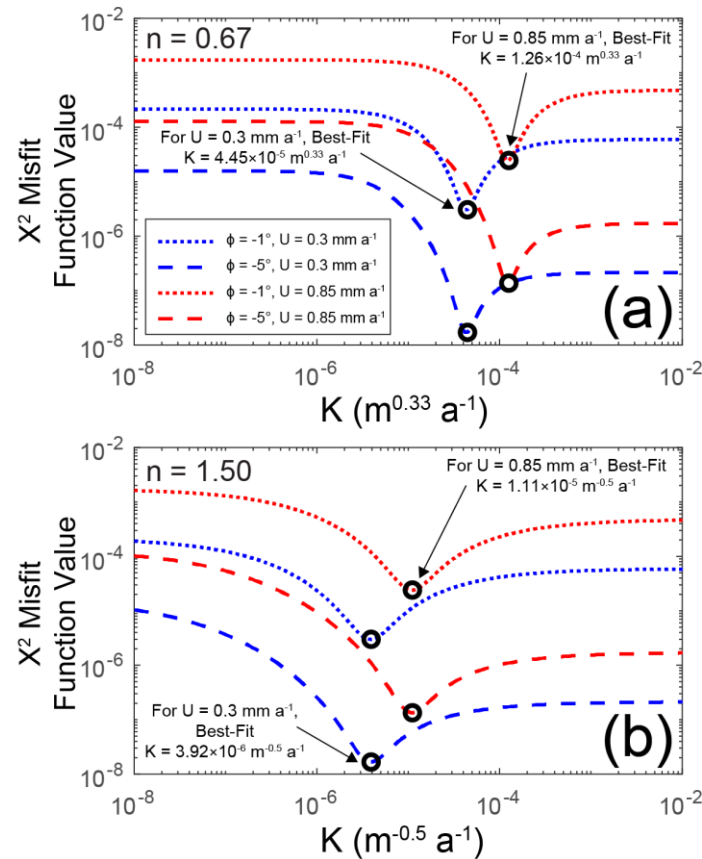 n = 0.67
For U = 0.85 mm a⁻¹, Best-Fit
K = 1.26×10⁻⁴ m⁰·³³ a⁻¹
For U = 0.3 mm a⁻¹, Best-Fit
K = 4.45×10⁻⁵ m⁰·³³ a⁻¹
ϕ = -1°, U = 0.3 mm a⁻¹
ϕ = -5°, U = 0.3 mm a⁻¹
ϕ = -1°, U = 0.85 mm a⁻¹
ϕ = -5°, U = 0.85 mm a⁻¹
(a)
X² Misfit
Function Value
10⁻²
10⁻⁴
10⁻⁶
10⁻⁸
10⁻⁸ 10⁻⁶ 10⁻⁴ 10⁻²
K (m⁰·³³ a⁻¹)
n = 1.50
For U = 0.85 mm a⁻¹, Best-Fit
K = 1.11×10⁻⁵ m⁻⁰·⁵ a⁻¹
For U = 0.3 mm a⁻¹,
Best-Fit
K = 3.92×10⁻⁶ m⁻⁰·⁵ a⁻¹
(b)
X² Misfit
Function Value
10⁻²
10⁻⁴
10⁻⁶
10⁻⁸
10⁻⁸ 10⁻⁶ 10⁻⁴ 10⁻²
K (m⁻⁰·⁵ a⁻¹)